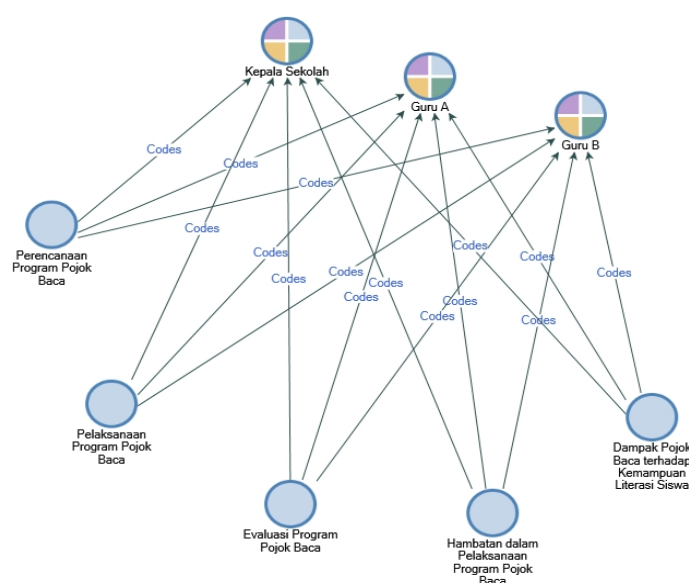 Kepala Sekolah
Guru A
Guru B
Codes
Codes
Codes
Perencanaan
Program Pojok
Baca
Codes
Codes
Codes
Codes
Codes
Codes
Codes
Codes
Codes
Codes
Codes
Codes
Pelaksanaan
Program Pojok
Baca
Dampak Pojok
Baca terhadap
Kemampuan
Literasi Siswa
Evaluasi Program
Pojok Baca
Hambatan dalam
Pelaksanaan
Program Pojok
Baca